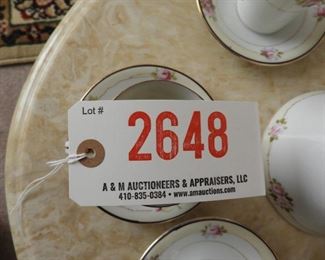 Lot #
2648
A & M AUCTIONEERS & APPRAISERS, LLC
410-835-0384 • www.amauctions.com